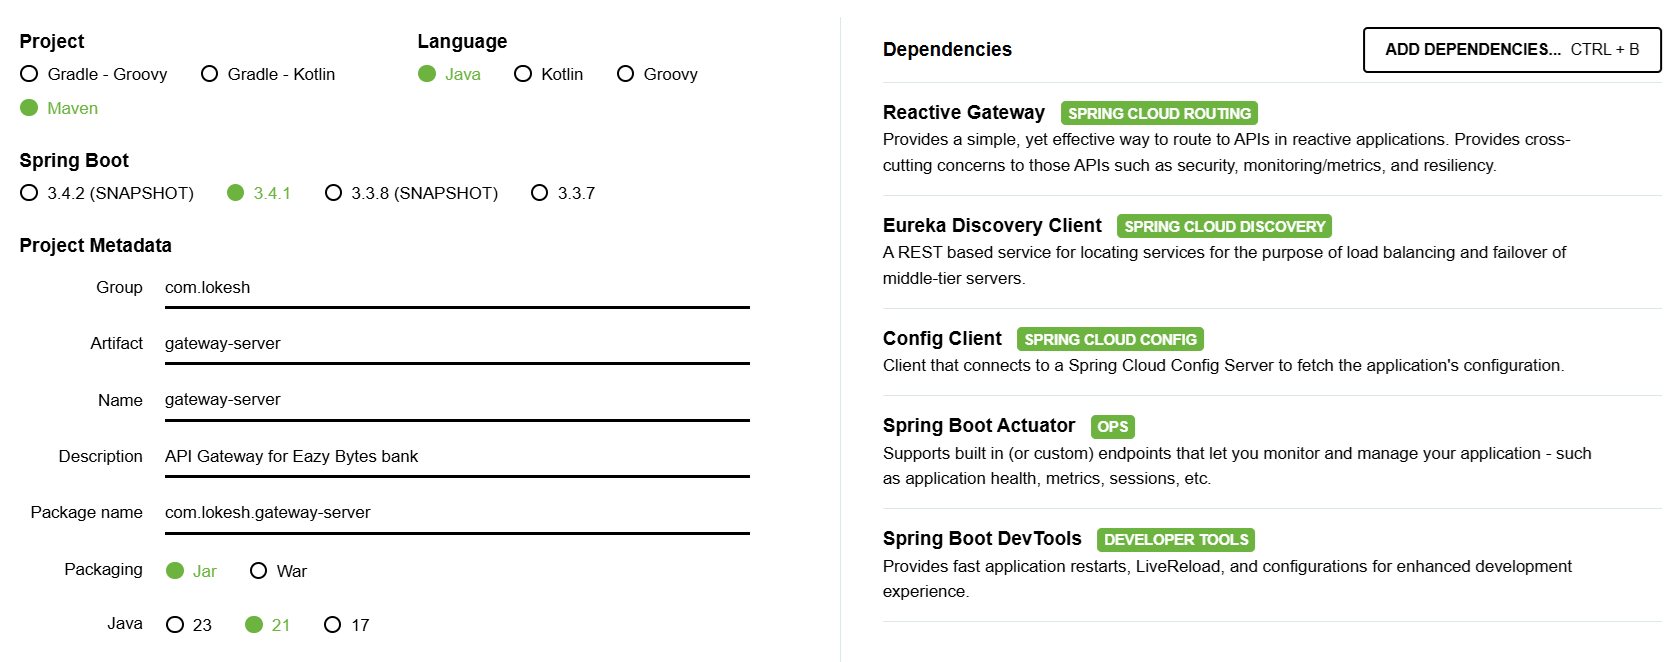 Project
Gradle - Groovy Gradle - Kotlin
Maven
Language
Java Kotlin Groovy
Spring Boot
3.4.2 (SNAPSHOT) 3.4.1 3.3.8 (SNAPSHOT) 3.3.7
Project Metadata
Group com.lokesh
Artifact gateway-server
Name gateway-server
Description API Gateway for Eazy Bytes bank
Package name com.lokesh.gateway-server
Packaging Jar War
Java 23 21 17
Dependencies
ADD DEPENDENCIES... CTRL + B
Reactive Gateway SPRING CLOUD ROUTING
Provides a simple, yet effective way to route to APIs in reactive applications. Provides cross-
cutting concerns to those APIs such as security, monitoring/metrics, and resiliency.
Eureka Discovery Client SPRING CLOUD DISCOVERY
A REST based service for locating services for the purpose of load balancing and failover of
middle-tier servers.
Config Client SPRING CLOUD CONFIG
Client that connects to a Spring Cloud Config Server to fetch the application's configuration.
Spring Boot Actuator OPS
Supports built in (or custom) endpoints that let you monitor and manage your application - such
as application health, metrics, sessions, etc.
Spring Boot DevTools DEVELOPER TOOLS
Provides fast application restarts, LiveReload, and configurations for enhanced development
experience.